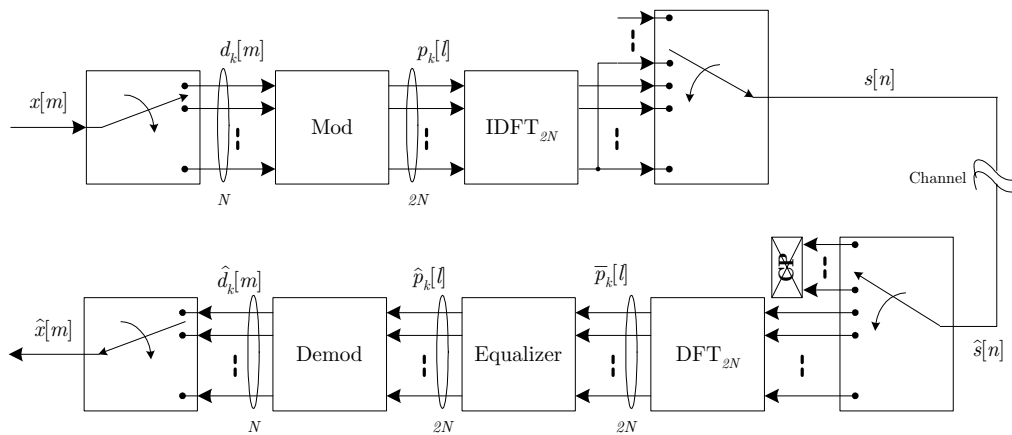 x[m]
d_k[m]
N
Mod
p_k[l]
2N
IDFT_2N
s[n]
Channel
x̂[m]
d̂_k[m]
N
Demod
p̂_k[l]
2N
Equalizer
p̅_k[l]
2N
DFT_2N
CP
ŝ[n]